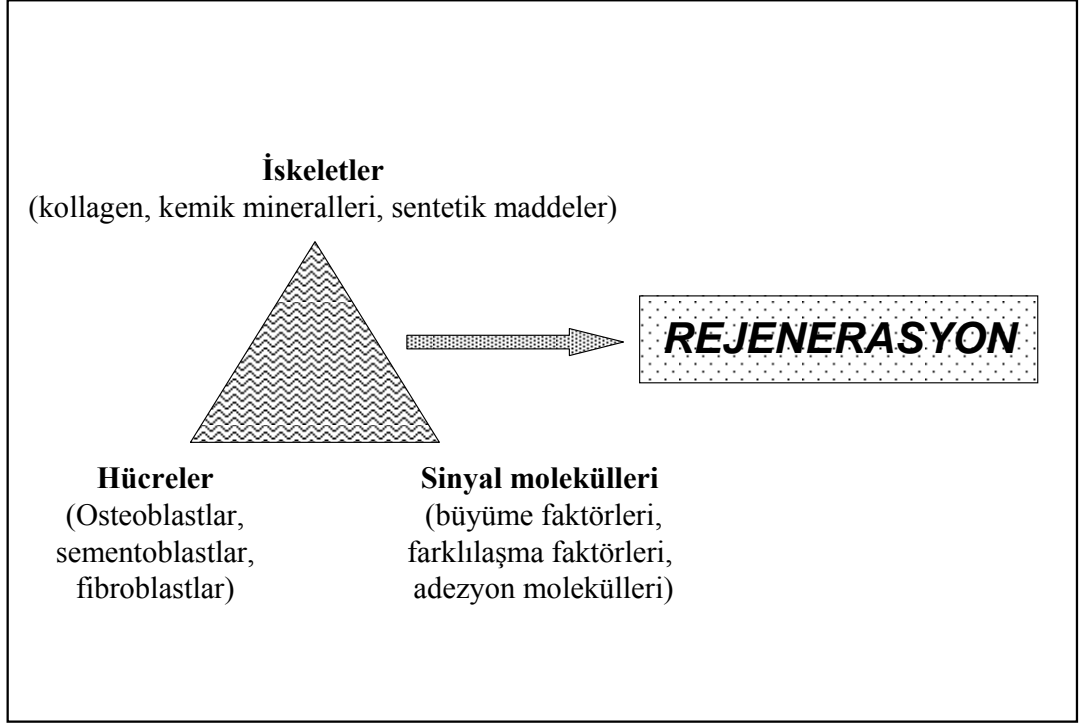 İskeletler
(kollagen, kemik mineralleri, sentetik maddeler)
REJENERASYON
Hücreler
(Osteoblastlar,
sementoblastlar,
fibroblastlar)
Sinyal molekülleri
(büyüme faktörleri,
farklılaşma faktörleri,
adezyon molekülleri)